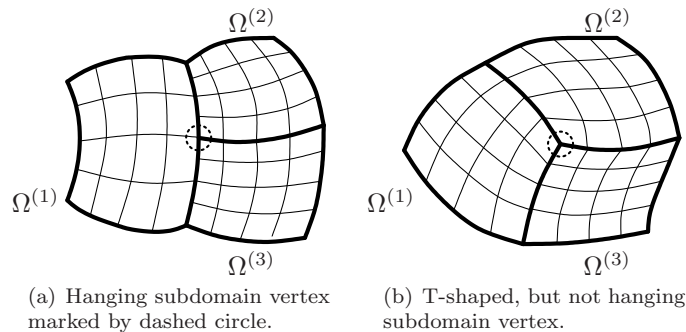 Ω(2)
Ω(2)
Ω(1)
Ω(1)
Ω(3)
Ω(3)
(a) Hanging subdomain vertex
marked by dashed circle.
(b) T-shaped, but not hanging
subdomain vertex.